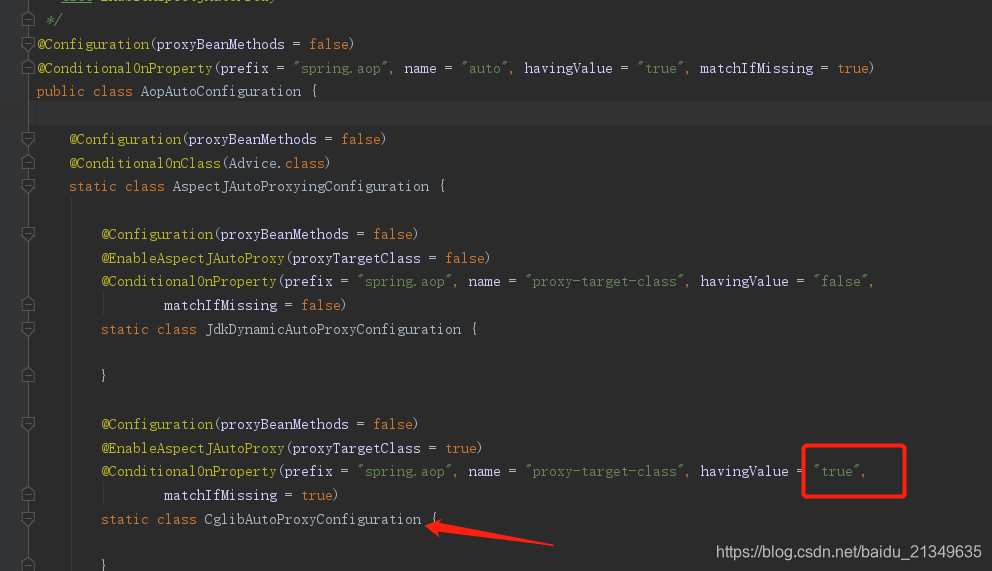 */
@Configuration(proxyBeanMethods = false)
@ConditionalOnProperty(prefix = "spring.aop", name = "auto", havingValue = "true", matchIfMissing = true)
public class AopAutoConfiguration {
@Configuration(proxyBeanMethods = false)
@ConditionalOnClass(Advice.class)
static class AspectJAutoProxyingConfiguration {
@Configuration(proxyBeanMethods = false)
@EnableAspectJAutoProxy(proxyTargetClass = false)
@ConditionalOnProperty(prefix = "spring.aop", name = "proxy-target-class", havingValue = "false",
matchIfMissing = false)
static class JdkDynamicAutoProxyConfiguration {
}
@Configuration(proxyBeanMethods = false)
@EnableAspectJAutoProxy(proxyTargetClass = true)
@ConditionalOnProperty(prefix = "spring.aop", name = "proxy-target-class", havingValue = "true",
matchIfMissing = true)
static class CglibAutoProxyConfiguration {
}
https://blog.csdn.net/baidu_21349635